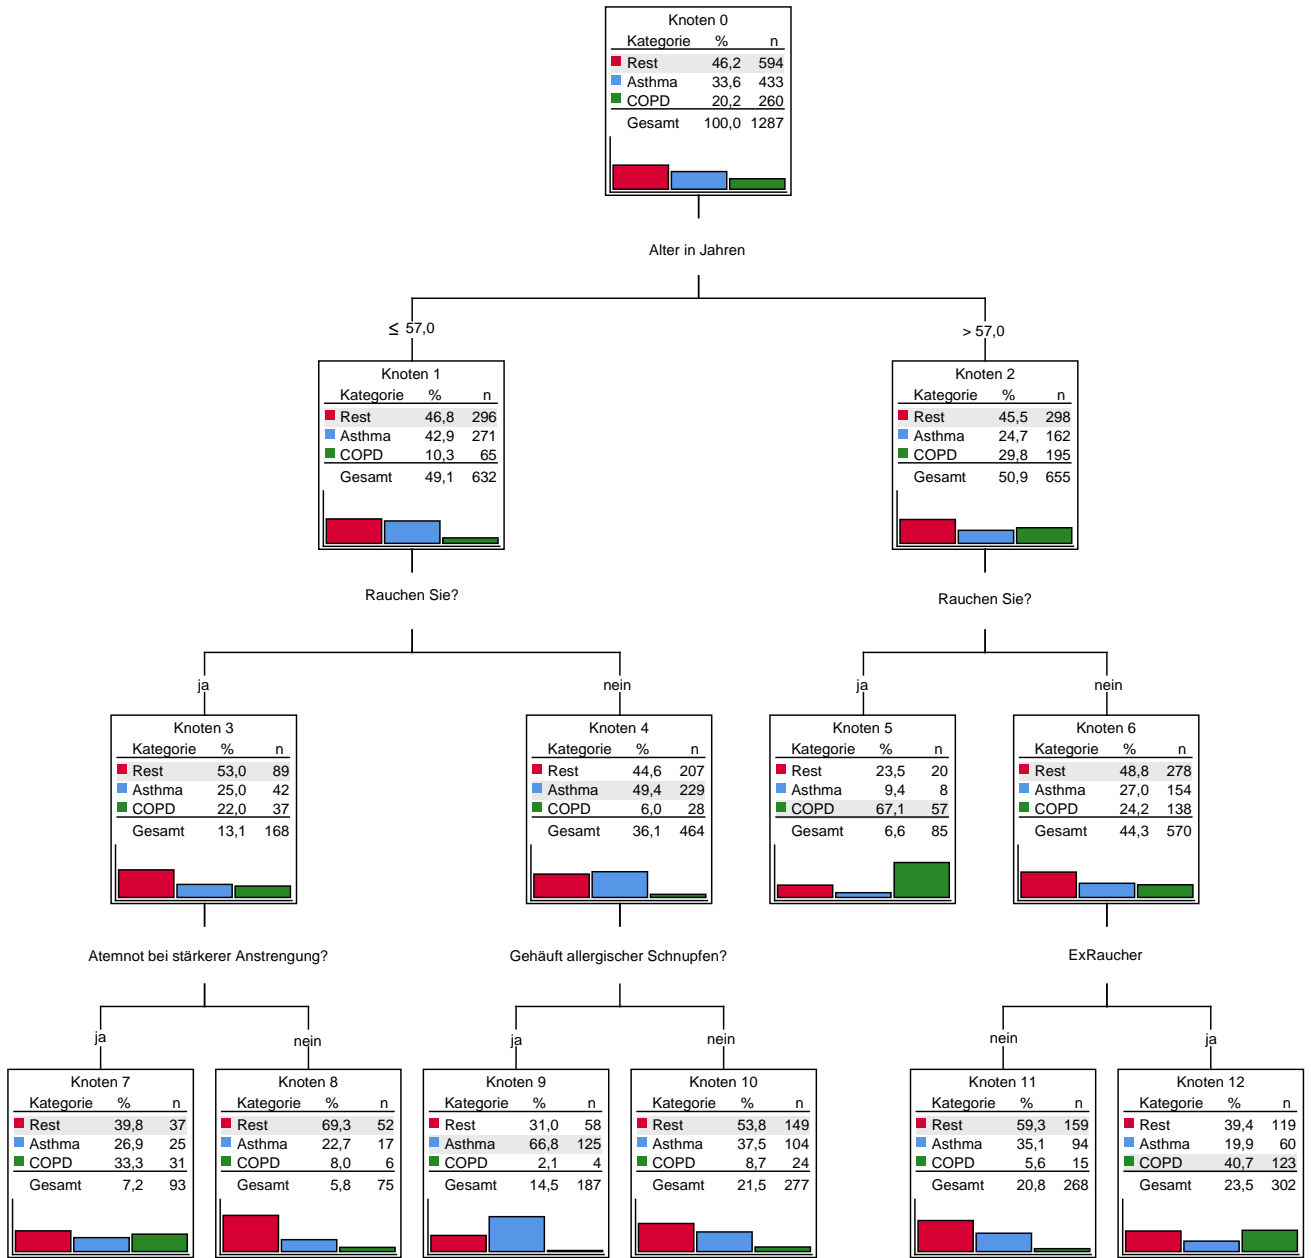 Knoten 0
Kategorie % n
Rest 46,2 594
Asthma 33,6 433
COPD 20,2 260
Gesamt 100,0 1287
Alter in Jahren
≤ 57,0
> 57,0
Knoten 1
Kategorie % n
Rest 46,8 296
Asthma 42,9 271
COPD 10,3 65
Gesamt 49,1 632
Knoten 2
Kategorie % n
Rest 45,5 298
Asthma 24,7 162
COPD 29,8 195
Gesamt 50,9 655
Rauchen Sie?
Rauchen Sie?
ja
nein
ja
nein
Knoten 3
Kategorie % n
Rest 53,0 89
Asthma 25,0 42
COPD 22,0 37
Gesamt 13,1 168
Knoten 4
Kategorie % n
Rest 44,6 207
Asthma 49,4 229
COPD 6,0 28
Gesamt 36,1 464
Knoten 5
Kategorie % n
Rest 23,5 20
Asthma 9,4 8
COPD 67,1 57
Gesamt 6,6 85
Knoten 6
Kategorie % n
Rest 48,8 278
Asthma 27,0 154
COPD 24,2 138
Gesamt 44,3 570
Atemnot bei stärkerer Anstrengung?
Gehäuft allergischer Schnupfen?
ExRaucher
ja
nein
ja
nein
nein
ja
Knoten 7
Kategorie % n
Rest 39,8 37
Asthma 26,9 25
COPD 33,3 31
Gesamt 7,2 93
Knoten 8
Kategorie % n
Rest 69,3 52
Asthma 22,7 17
COPD 8,0 6
Gesamt 5,8 75
Knoten 9
Kategorie % n
Rest 31,0 58
Asthma 66,8 125
COPD 2,1 4
Gesamt 14,5 187
Knoten 10
Kategorie % n
Rest 53,8 149
Asthma 37,5 104
COPD 8,7 24
Gesamt 21,5 277
Knoten 11
Kategorie % n
Rest 59,3 159
Asthma 35,1 94
COPD 5,6 15
Gesamt 20,8 268
Knoten 12
Kategorie % n
Rest 39,4 119
Asthma 19,9 60
COPD 40,7 123
Gesamt 23,5 302